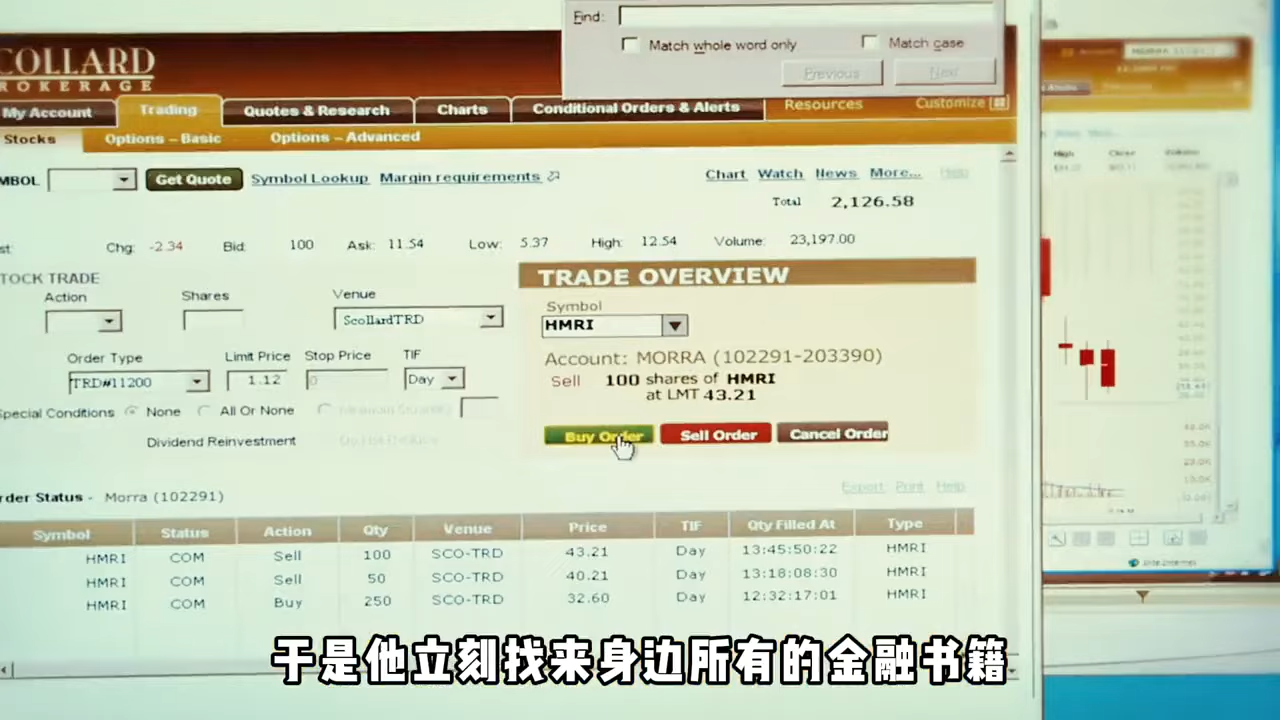 Find:
Match whole word only
Match case
Previous
Next
COLLARD
ROKERAGE
My Account
Trading
Quotes & Research
Charts
Conditional Orders & Alerts
Resources
Customize
Stocks
Options - Basic
Options - Advanced
MBOL
Get Quote
Symbol Lookup
Margin requirements
Chart
Watch
News
More...
Help
Total 2,126.58
st:
Chg: -2.34
Bid: 100
Ask: 11.54
Low: 5.37
High: 12.54
Volume: 23,197.00
TOCK TRADE
Action
Shares
Venue
ScollardTRD
Order Type
Limit Price
Stop Price
TIF
TRD#11200
1.12
0
Day
Special Conditions
None
All Or None
Dividend Reinvestment
TRADE OVERVIEW
Symbol
HMRI
Account: MORRA (102291-203390)
Sell 100 shares of HMRI
at LMT 43.21
Buy Order
Sell Order
Cancel Order
rder Status - Morra (102291)
Export Print Help
Symbol Status Action Qty Venue Price TIF Qty Filled At Type
HMRI COM Sell 100 SCO-TRD 43.21 Day 13:45:50:22 HMRI
HMRI COM Sell 50 SCO-TRD 40.21 Day 13:18:08:30 HMRI
HMRI COM Buy 250 SCO-TRD 32.60 Day 12:32:17:01 HMRI
High
Close
Volume
于是他立刻找来身边所有的金融书籍